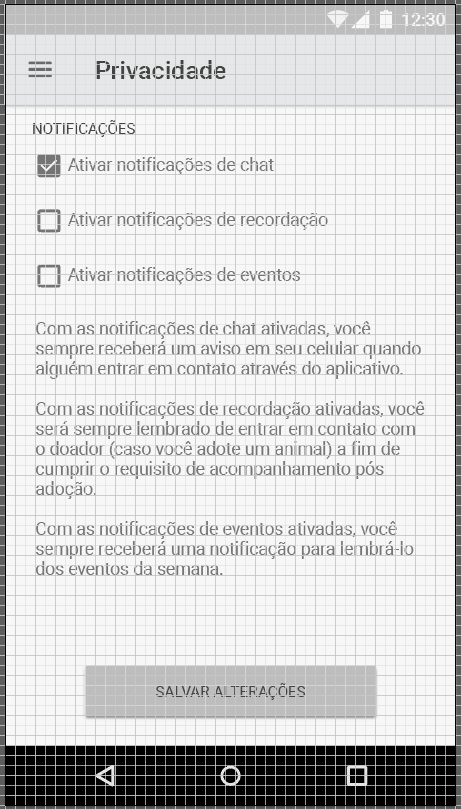 12:30
Privacidade
NOTIFICAÇÕES
Ativar notificações de chat
Ativar notificações de recordação
Ativar notificações de eventos
Com as notificações de chat ativadas, você
sempre receberá um aviso em seu celular quando
alguém entrar em contato através do aplicativo.
Com as notificações de recordação ativadas, você
será sempre lembrado de entrar em contato com
o doador (caso você adote um animal) a fim de
cumprir o requisito de acompanhamento pós
adoção.
Com as notificações de eventos ativadas, você
sempre receberá uma notificação para lembrá-lo
dos eventos da semana.
SALVAR ALTERAÇÕES